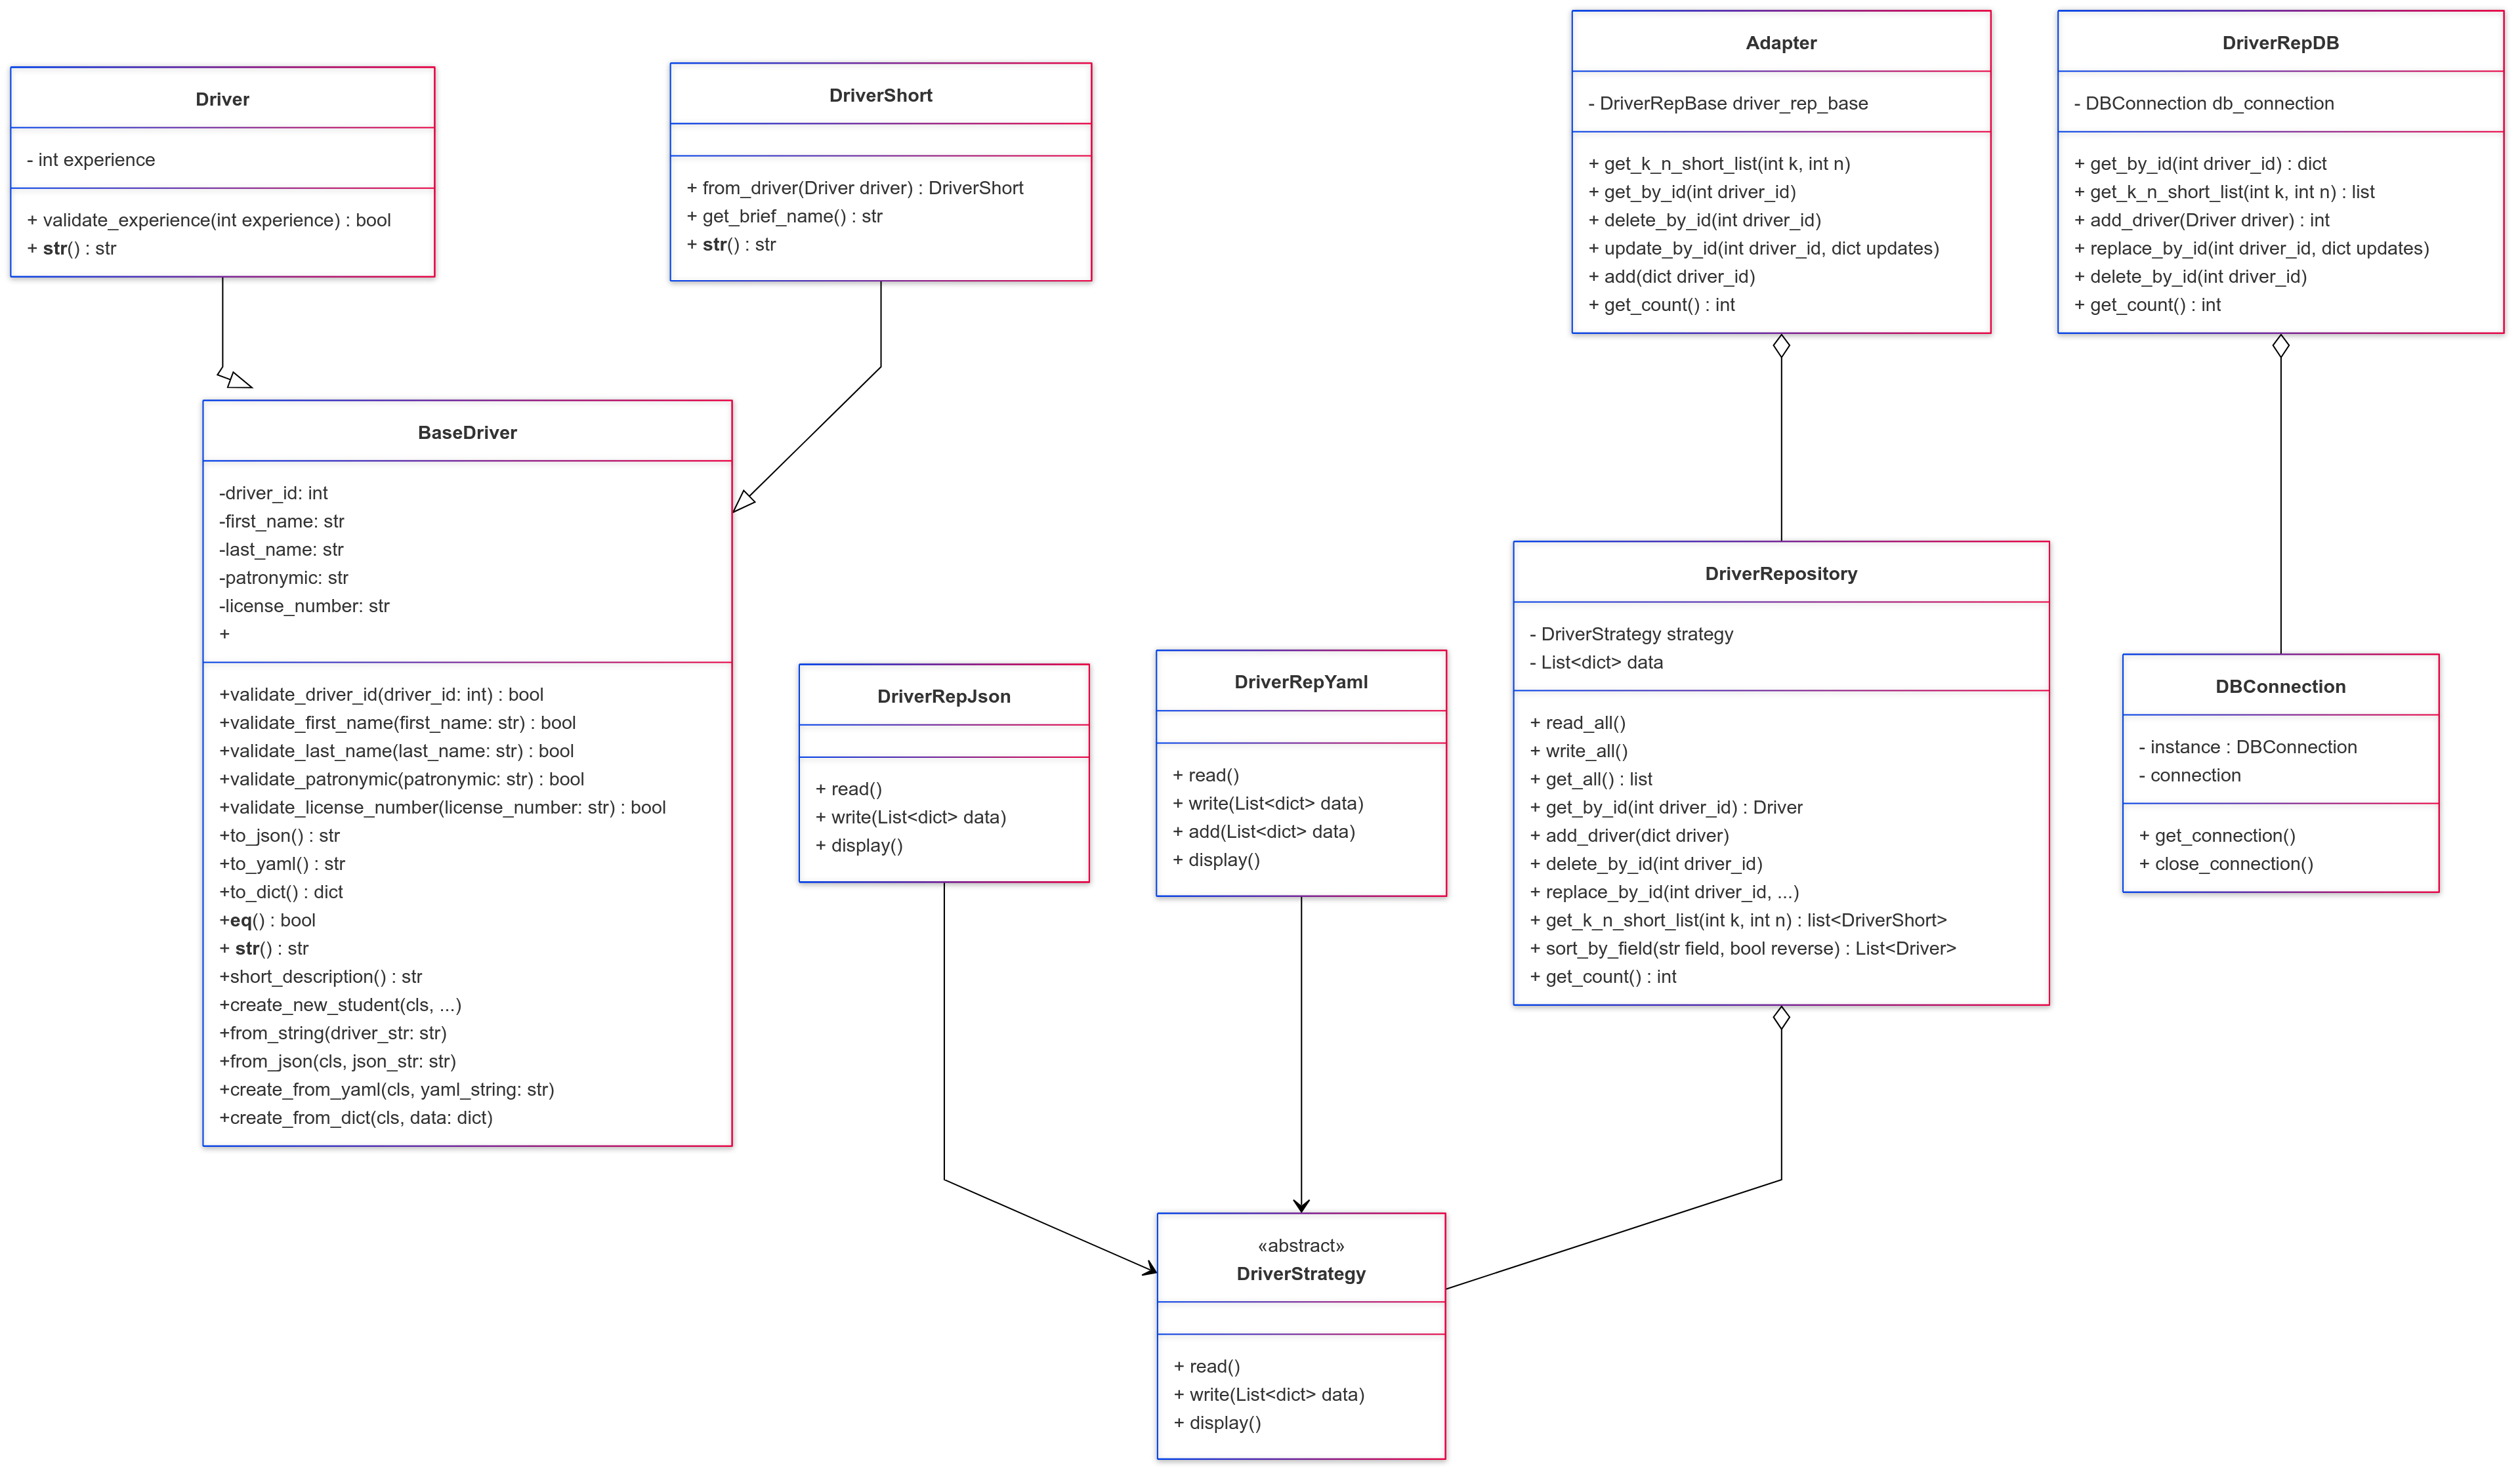 Driver
- int experience
+ validate_experience(int experience) : bool
+ str() : str
DriverShort
+ from_driver(Driver driver) : DriverShort
+ get_brief_name() : str
+ str() : str
Adapter
- DriverRepBase driver_rep_base
+ get_k_n_short_list(int k, int n)
+ get_by_id(int driver_id)
+ delete_by_id(int driver_id)
+ update_by_id(int driver_id, dict updates)
+ add(dict driver_id)
+ get_count() : int
DriverRepDB
- DBConnection db_connection
+ get_by_id(int driver_id) : dict
+ get_k_n_short_list(int k, int n) : list
+ add_driver(Driver driver) : int
+ replace_by_id(int driver_id, dict updates)
+ delete_by_id(int driver_id)
+ get_count() : int
BaseDriver
-driver_id: int
-first_name: str
-last_name: str
-patronymic: str
-license_number: str
+
+validate_driver_id(driver_id: int) : bool
+validate_first_name(first_name: str) : bool
+validate_last_name(last_name: str) : bool
+validate_patronymic(patronymic: str) : bool
+validate_license_number(license_number: str) : bool
+to_json() : str
+to_yaml() : str
+to_dict() : dict
+eq() : bool
+ str() : str
+short_description() : str
+create_new_student(cls, ...)
+from_string(driver_str: str)
+from_json(cls, json_str: str)
+create_from_yaml(cls, yaml_string: str)
+create_from_dict(cls, data: dict)
DriverRepJson
+ read()
+ write(List<dict> data)
+ display()
DriverRepYaml
+ read()
+ write(List<dict> data)
+ add(List<dict> data)
+ display()
DriverRepository
- DriverStrategy strategy
- List<dict> data
+ read_all()
+ write_all()
+ get_all() : list
+ get_by_id(int driver_id) : Driver
+ add_driver(dict driver)
+ delete_by_id(int driver_id)
+ replace_by_id(int driver_id, ...)
+ get_k_n_short_list(int k, int n) : list<DriverShort>
+ sort_by_field(str field, bool reverse) : List<Driver>
+ get_count() : int
DBConnection
- instance : DBConnection
- connection
+ get_connection()
+ close_connection()
«abstract»
DriverStrategy
+ read()
+ write(List<dict> data)
+ display()